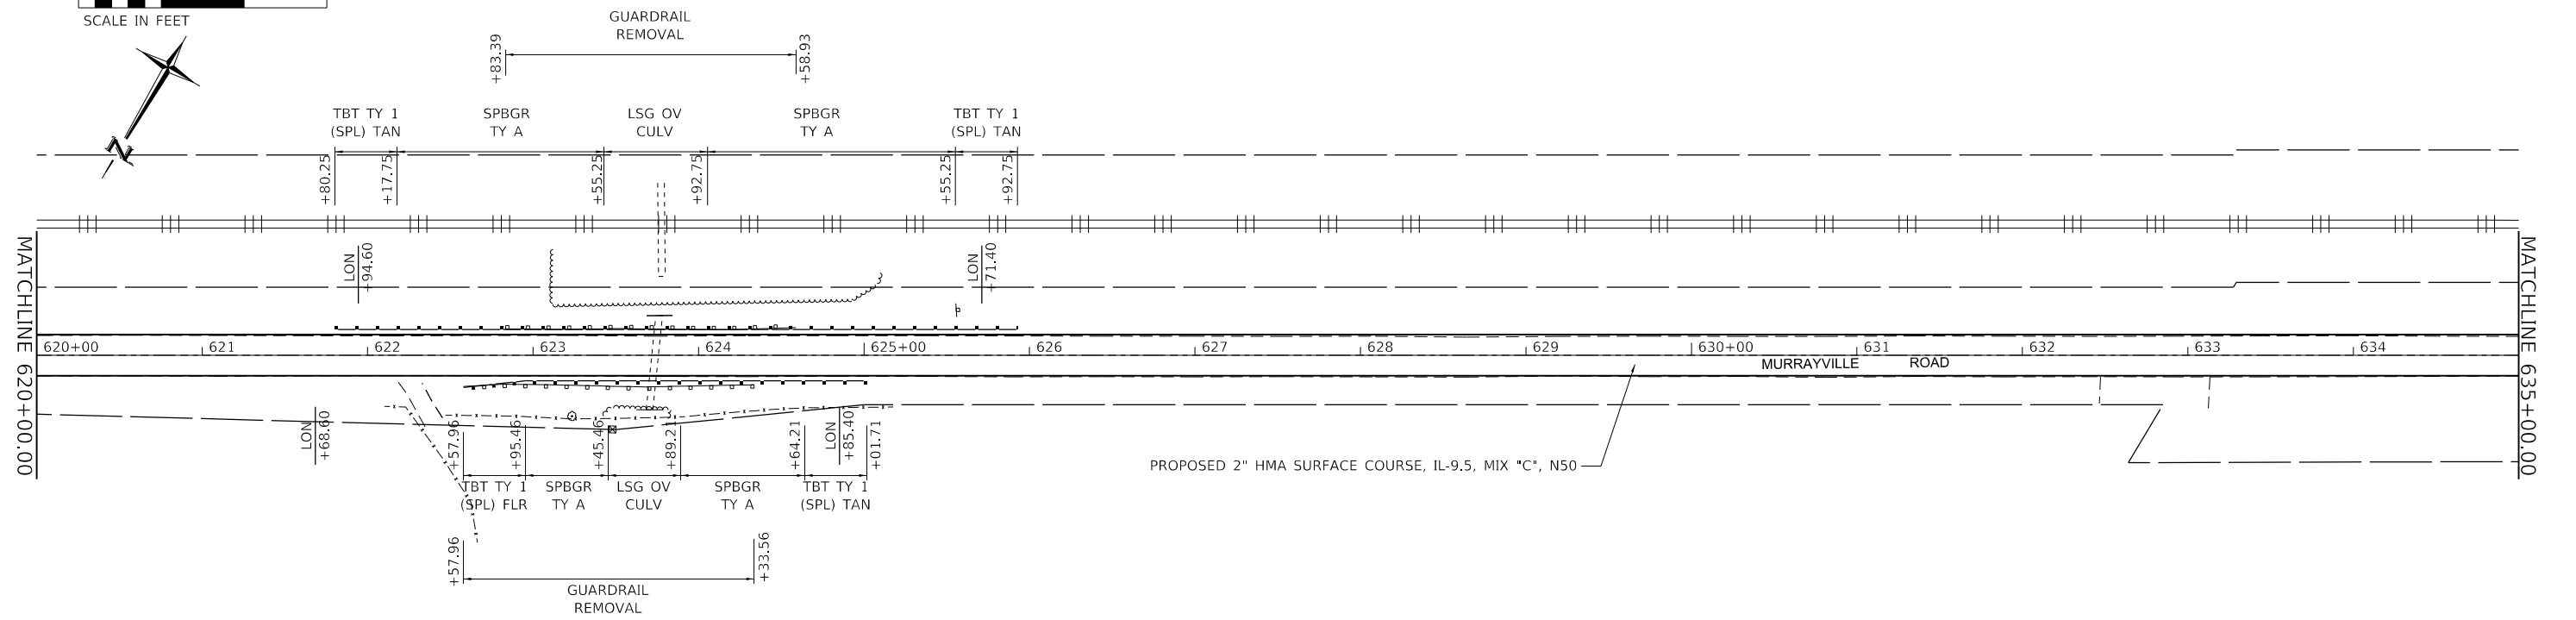 SCALE IN FEET
N
GUARDRAIL
REMOVAL
+83.39
+58.93
TBT TY 1
(SPL) TAN
SPBGR
TY A
LSG OV
CULV
SPBGR
TY A
TBT TY 1
(SPL) TAN
+80.25
+17.75
+55.25
+92.75
+55.25
+92.75
LON
+94.60
LON
+71.40
MATCHLINE 620+00.00
MATCHLINE 635+00.00
620+00
621
622
623
624
625+00
626
627
628
629
630+00
631
632
633
634
MURRAYVILLE ROAD
LON
+68.60
+57.96
+95.46
+45.46
+89.21
+64.21
LON
+85.40
+01.71
PROPOSED 2" HMA SURFACE COURSE, IL-9.5, MIX "C", N50
TBT TY 1
(SPL) FLR
SPBGR
TY A
LSG OV
CULV
SPBGR
TY A
TBT TY 1
(SPL) TAN
+57.96
+33.56
GUARDRAIL
REMOVAL